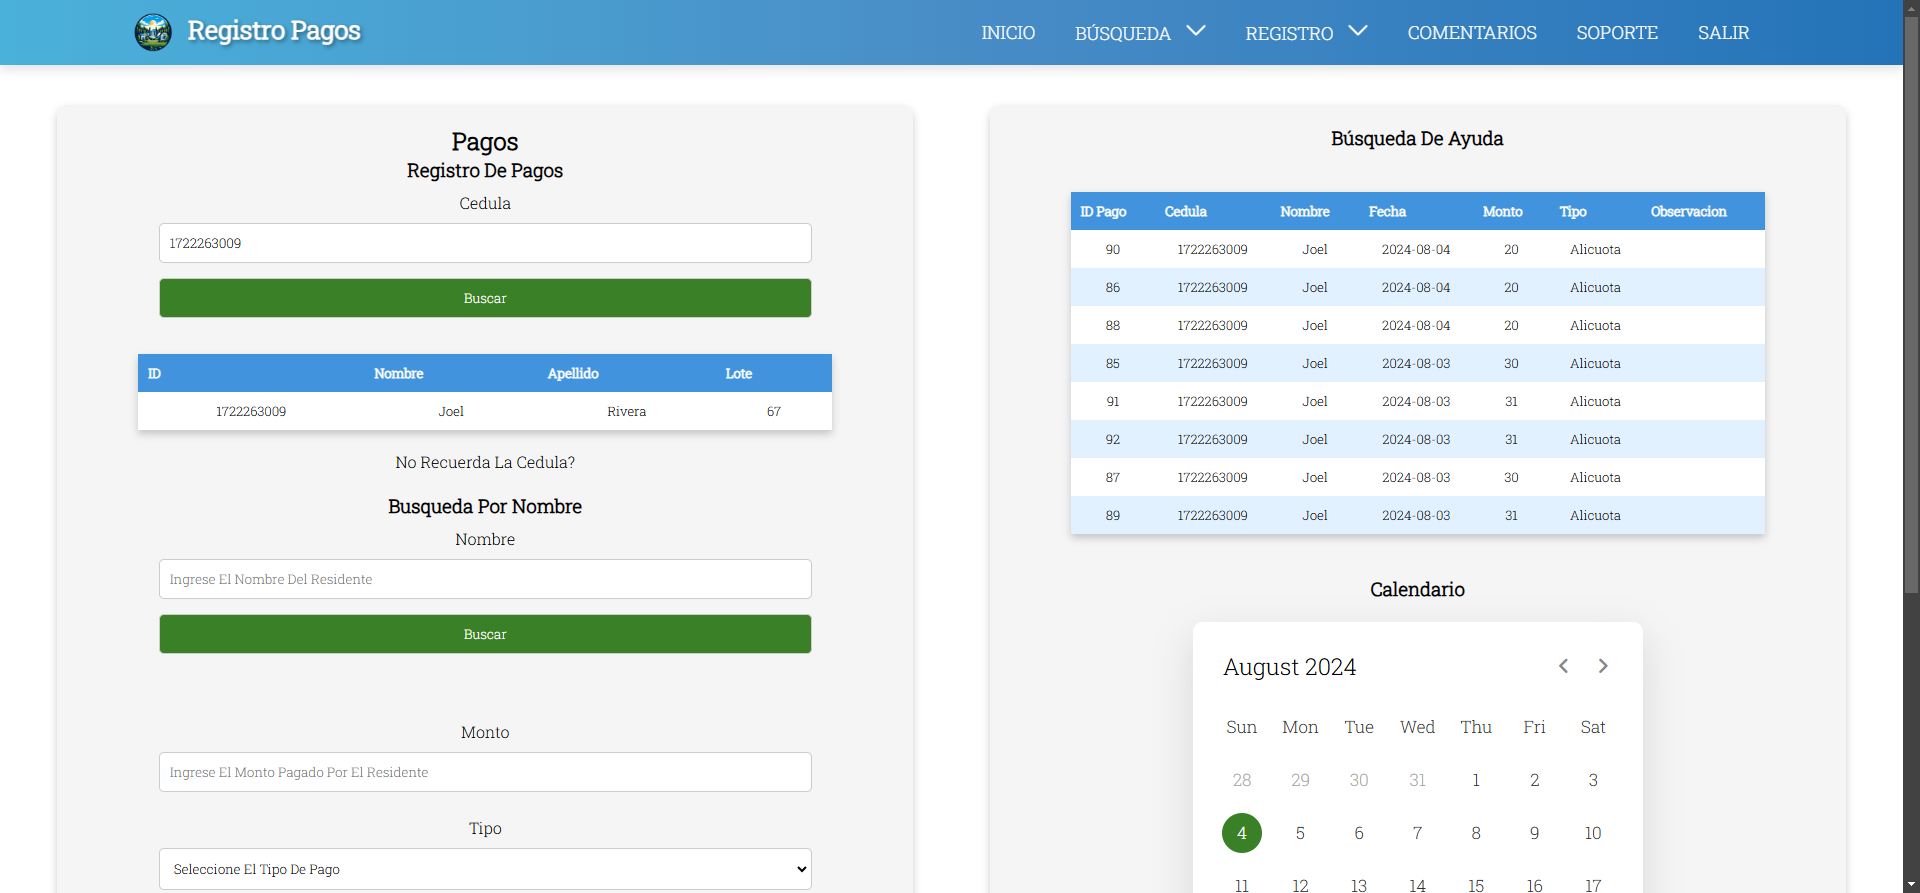 Registro Pagos
INICIO BÚSQUEDA REGISTRO COMENTARIOS SOPORTE SALIR
Pagos
Registro De Pagos
Cedula
1722263009
Buscar
ID Nombre Apellido Lote
1722263009 Joel Rivera 67
No Recuerda La Cedula?
Busqueda Por Nombre
Nombre
Ingrese El Nombre Del Residente
Buscar
Monto
Ingrese El Monto Pagado Por El Residente
Tipo
Seleccione El Tipo De Pago
Búsqueda De Ayuda
ID Pago Cedula Nombre Fecha Monto Tipo Observacion
90 1722263009 Joel 2024-08-04 20 Alicuota
86 1722263009 Joel 2024-08-04 20 Alicuota
88 1722263009 Joel 2024-08-04 20 Alicuota
85 1722263009 Joel 2024-08-03 30 Alicuota
91 1722263009 Joel 2024-08-03 31 Alicuota
92 1722263009 Joel 2024-08-03 31 Alicuota
87 1722263009 Joel 2024-08-03 30 Alicuota
89 1722263009 Joel 2024-08-03 31 Alicuota
Calendario
August 2024
Sun Mon Tue Wed Thu Fri Sat
28 29 30 31 1 2 3
4 5 6 7 8 9 10
11 12 13 14 15 16 17